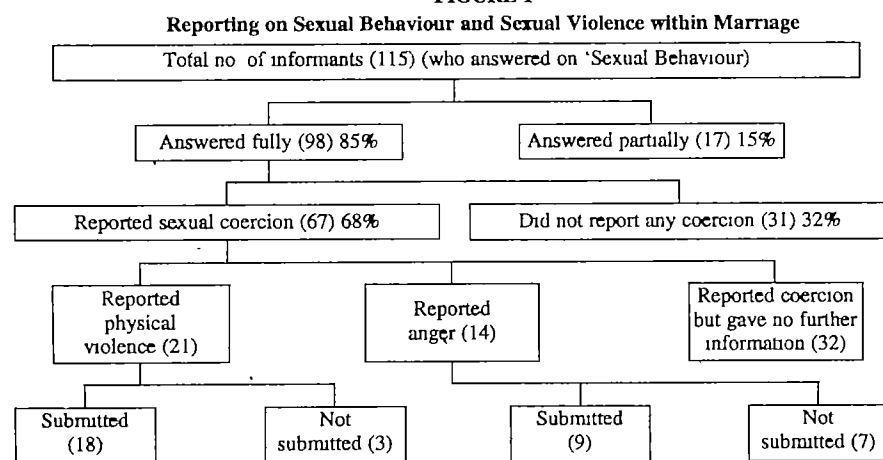 Reporting on Sexual Behaviour and Sexual Violence within Marriage
Total no of informants (115) (who answered on 'Sexual Behaviour)
Answered fully (98) 85%
Answered partially (17) 15%
Reported sexual coercion (67) 68%
Did not report any coercion (31) 32%
Reported
physical
violence (21)
Reported
anger (14)
Reported coercion
but gave no further
information (32)
Submitted
(18)
Not
submitted (3)
Submitted
(9)
Not
submitted (7)